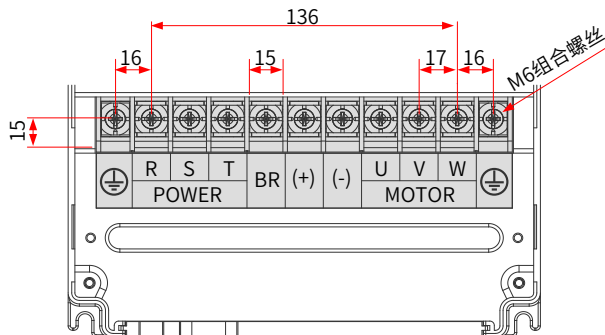 136
16
15
17
16
M6组合螺丝
15
R S T
BR
(+)
(-)
U V W
POWER
MOTOR